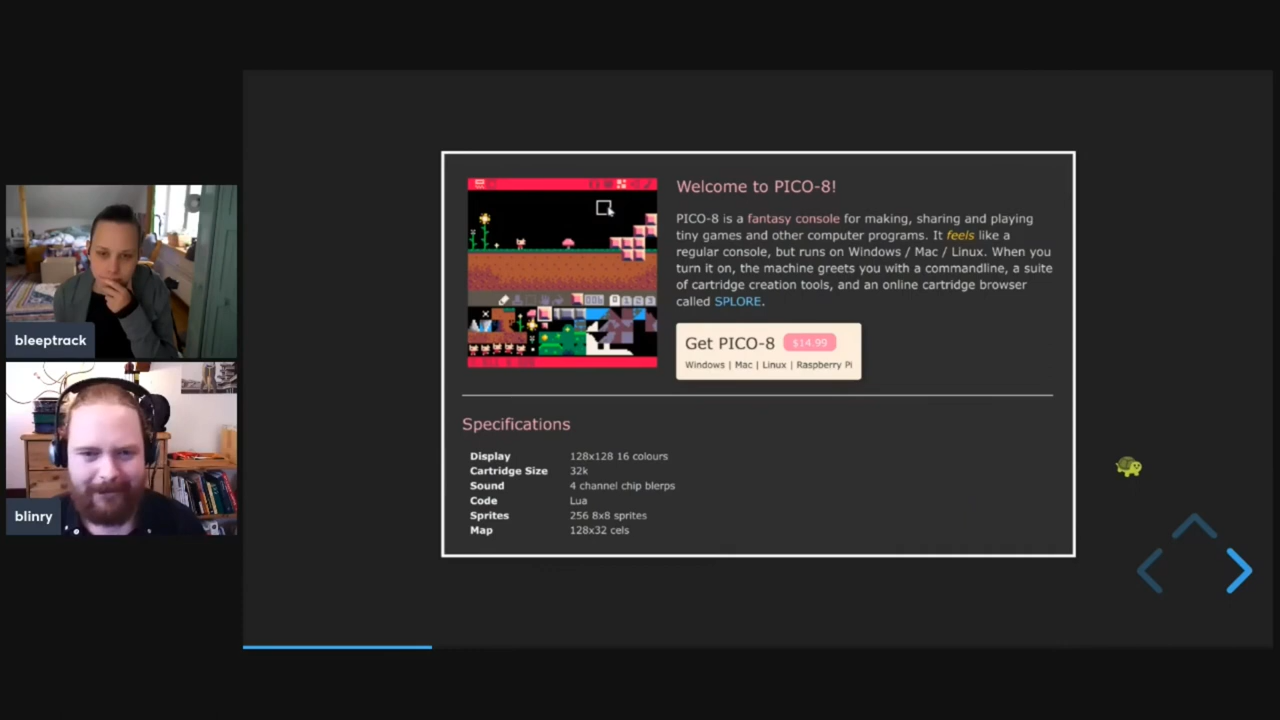 bleeptrack
blinry
Welcome to PICO-8!
PICO-8 is a fantasy console for making, sharing and playing
tiny games and other computer programs. It feels like a
regular console, but runs on Windows / Mac / Linux. When you
turn it on, the machine greets you with a commandline, a suite
of cartridge creation tools, and an online cartridge browser
called SPLORE.
Get PICO-8 $14.99
Windows | Mac | Linux | Raspberry Pi
Specifications
Display 128x128 16 colours
Cartridge Size 32k
Sound 4 channel chip blerps
Code Lua
Sprites 256 8x8 sprites
Map 128x32 cels